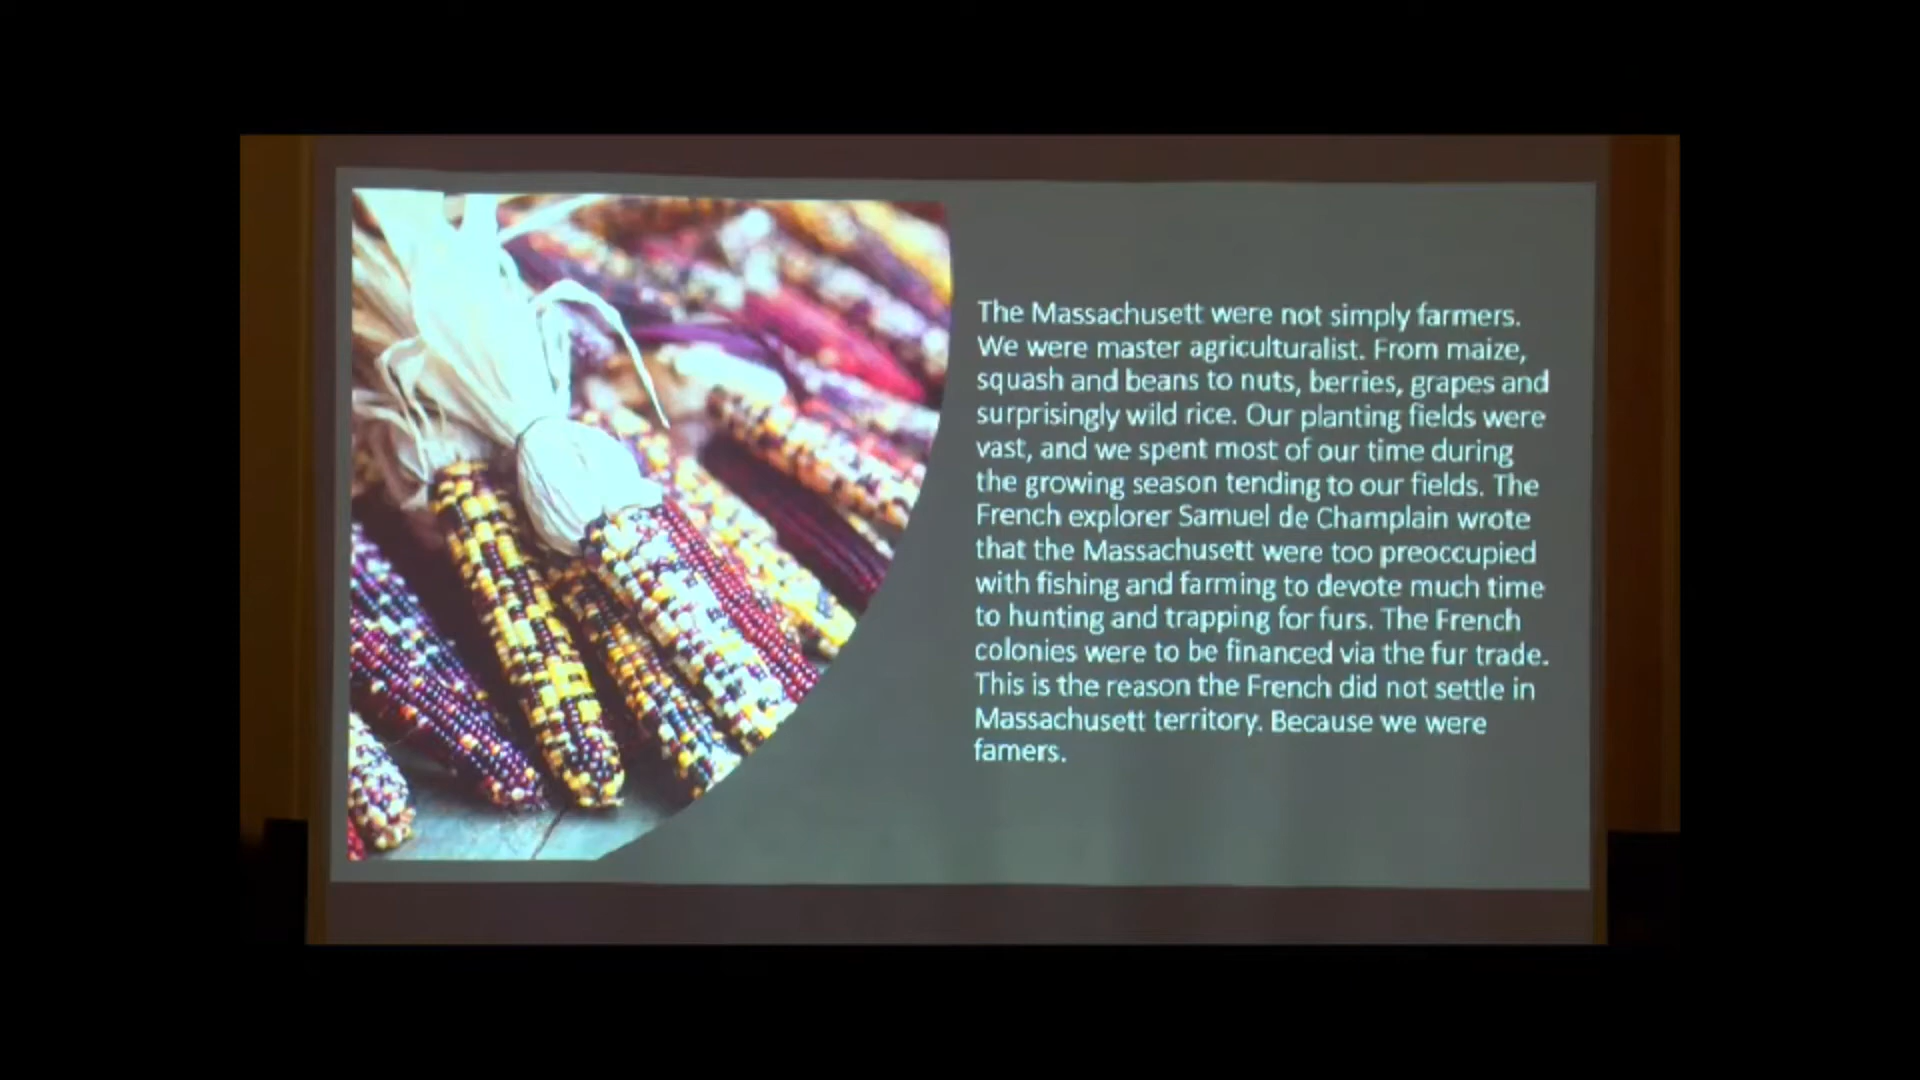 The Massachusett were not simply farmers.
We were master agriculturalist. From maize,
squash and beans to nuts, berries, grapes and
surprisingly wild rice. Our planting fields were
vast, and we spent most of our time during
the growing season tending to our fields. The
French explorer Samuel de Champlain wrote
that the Massachusett were too preoccupied
with fishing and farming to devote much time
to hunting and trapping for furs. The French
colonies were to be financed via the fur trade.
This is the reason the French did not settle in
Massachusett territory. Because we were
famers.